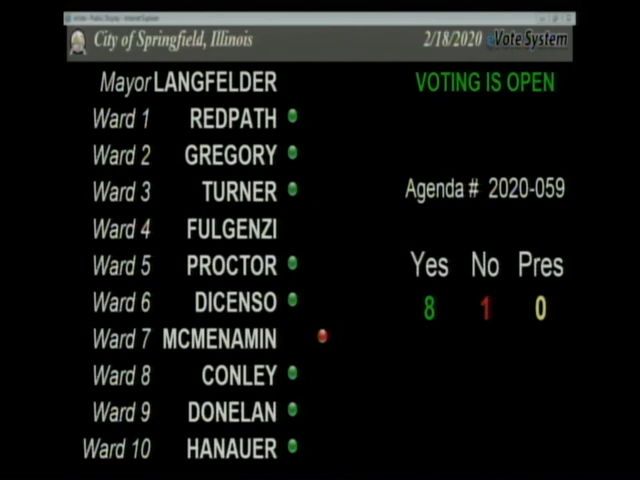 City of Springfield, Illinois 2/18/2020 eVote System
Mayor LANGFELDER VOTING IS OPEN
Ward 1 REDPATH
Ward 2 GREGORY
Ward 3 TURNER Agenda # 2020-059
Ward 4 FULGENZI
Ward 5 PROCTOR Yes No Pres
Ward 6 DICENSO 8 1 0
Ward 7 MCMENAMIN
Ward 8 CONLEY
Ward 9 DONELAN
Ward 10 HANAUER